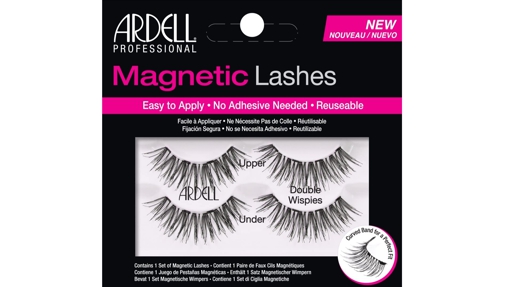 ARDELL
PROFESSIONAL
NEW
NOUVEAU / NUEVO
Magnetic Lashes
Easy to Apply • No Adhesive Needed • Reuseable
Facile à Appliquer • Ne Nécessite Pas de Colle • Réutilisable
Fijación Segura • No se Necesita Adhesivo • Reutilizable
Upper
ARDELL
Double
Wispies
Under
Curved Band for a Perfect Fit
Contains 1 Set of Magnetic Lashes - Contient 1 Paire de Faux Cils Magnétiques
Contiene 1 Juego de Pestañas Magnéticas • Enthält 1 Satz Magnetischer Wimpern
Bevat 1 Set Magnetische Wimpers • Contiene 1 Set di Ciglia Magnetiche